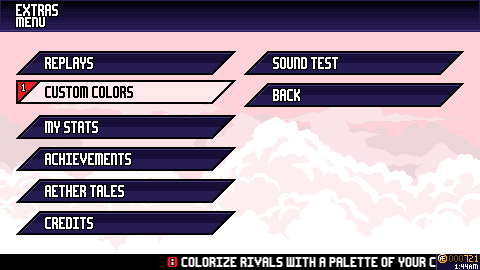 EXTRAS
MENU
REPLAYS
1
CUSTOM COLORS
MY STATS
ACHIEVEMENTS
AETHER TALES
CREDITS
SOUND TEST
BACK
COLORIZE RIVALS WITH A PALETTE OF YOUR C
000721
1:44AM